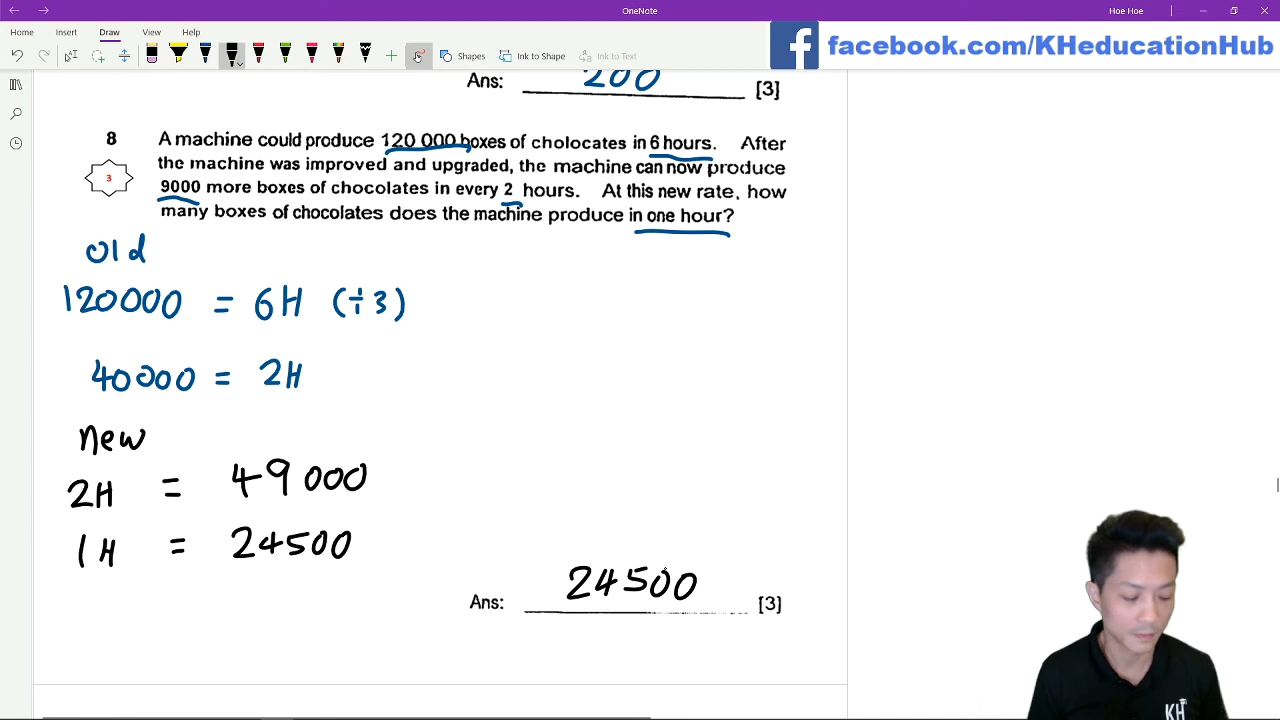 OneNote
Hoe Hoe
Home Insert Draw View Help
Shapes Ink to Shape Ink to Text
facebook.com/KHeducationHub
Ans: 200 [3]
8 A machine could produce 120 000 boxes of cholocates in 6 hours. After
the machine was improved and upgraded, the machine can now produce
9000 more boxes of chocolates in every 2 hours. At this new rate, how
many boxes of chocolates does the machine produce in one hour?
3
old
120000 = 6H (÷3)
40000 = 2H
new
2H = 49000
1H = 24500
Ans: 24500 [3]
KH